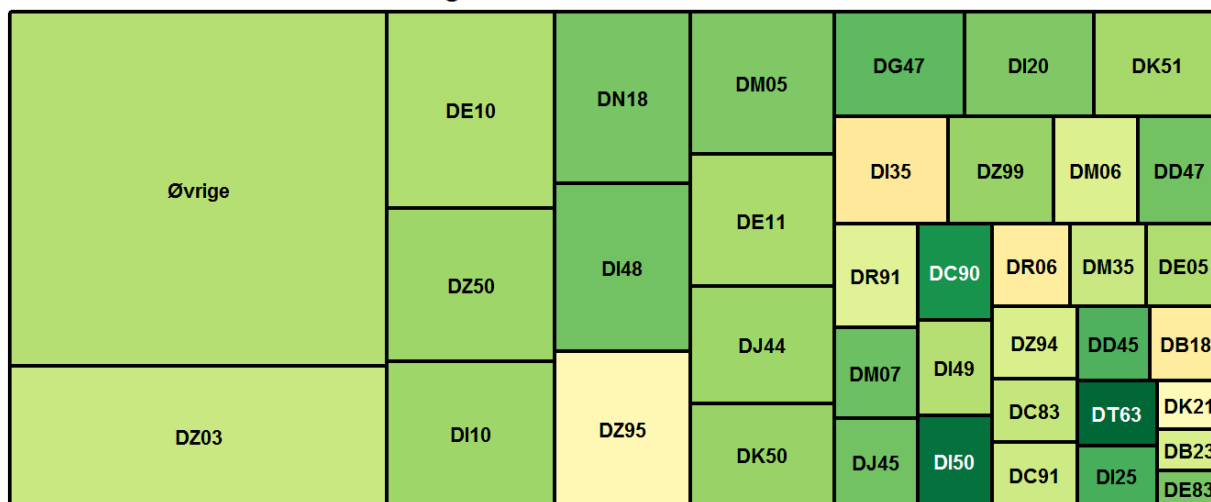 Øvrige
DZ03
DE10
DZ50
DI10
DN18
DI48
DZ95
DM05
DE11
DJ44
DK50
DG47
DI20
DK51
DI35
DZ99
DM06
DD47
DR91
DC90
DR06
DM35
DE05
DM07
DI49
DZ94
DD45
DB18
DJ45
DI50
DC83
DT63
DK21
DC91
DI25
DB23
DE83